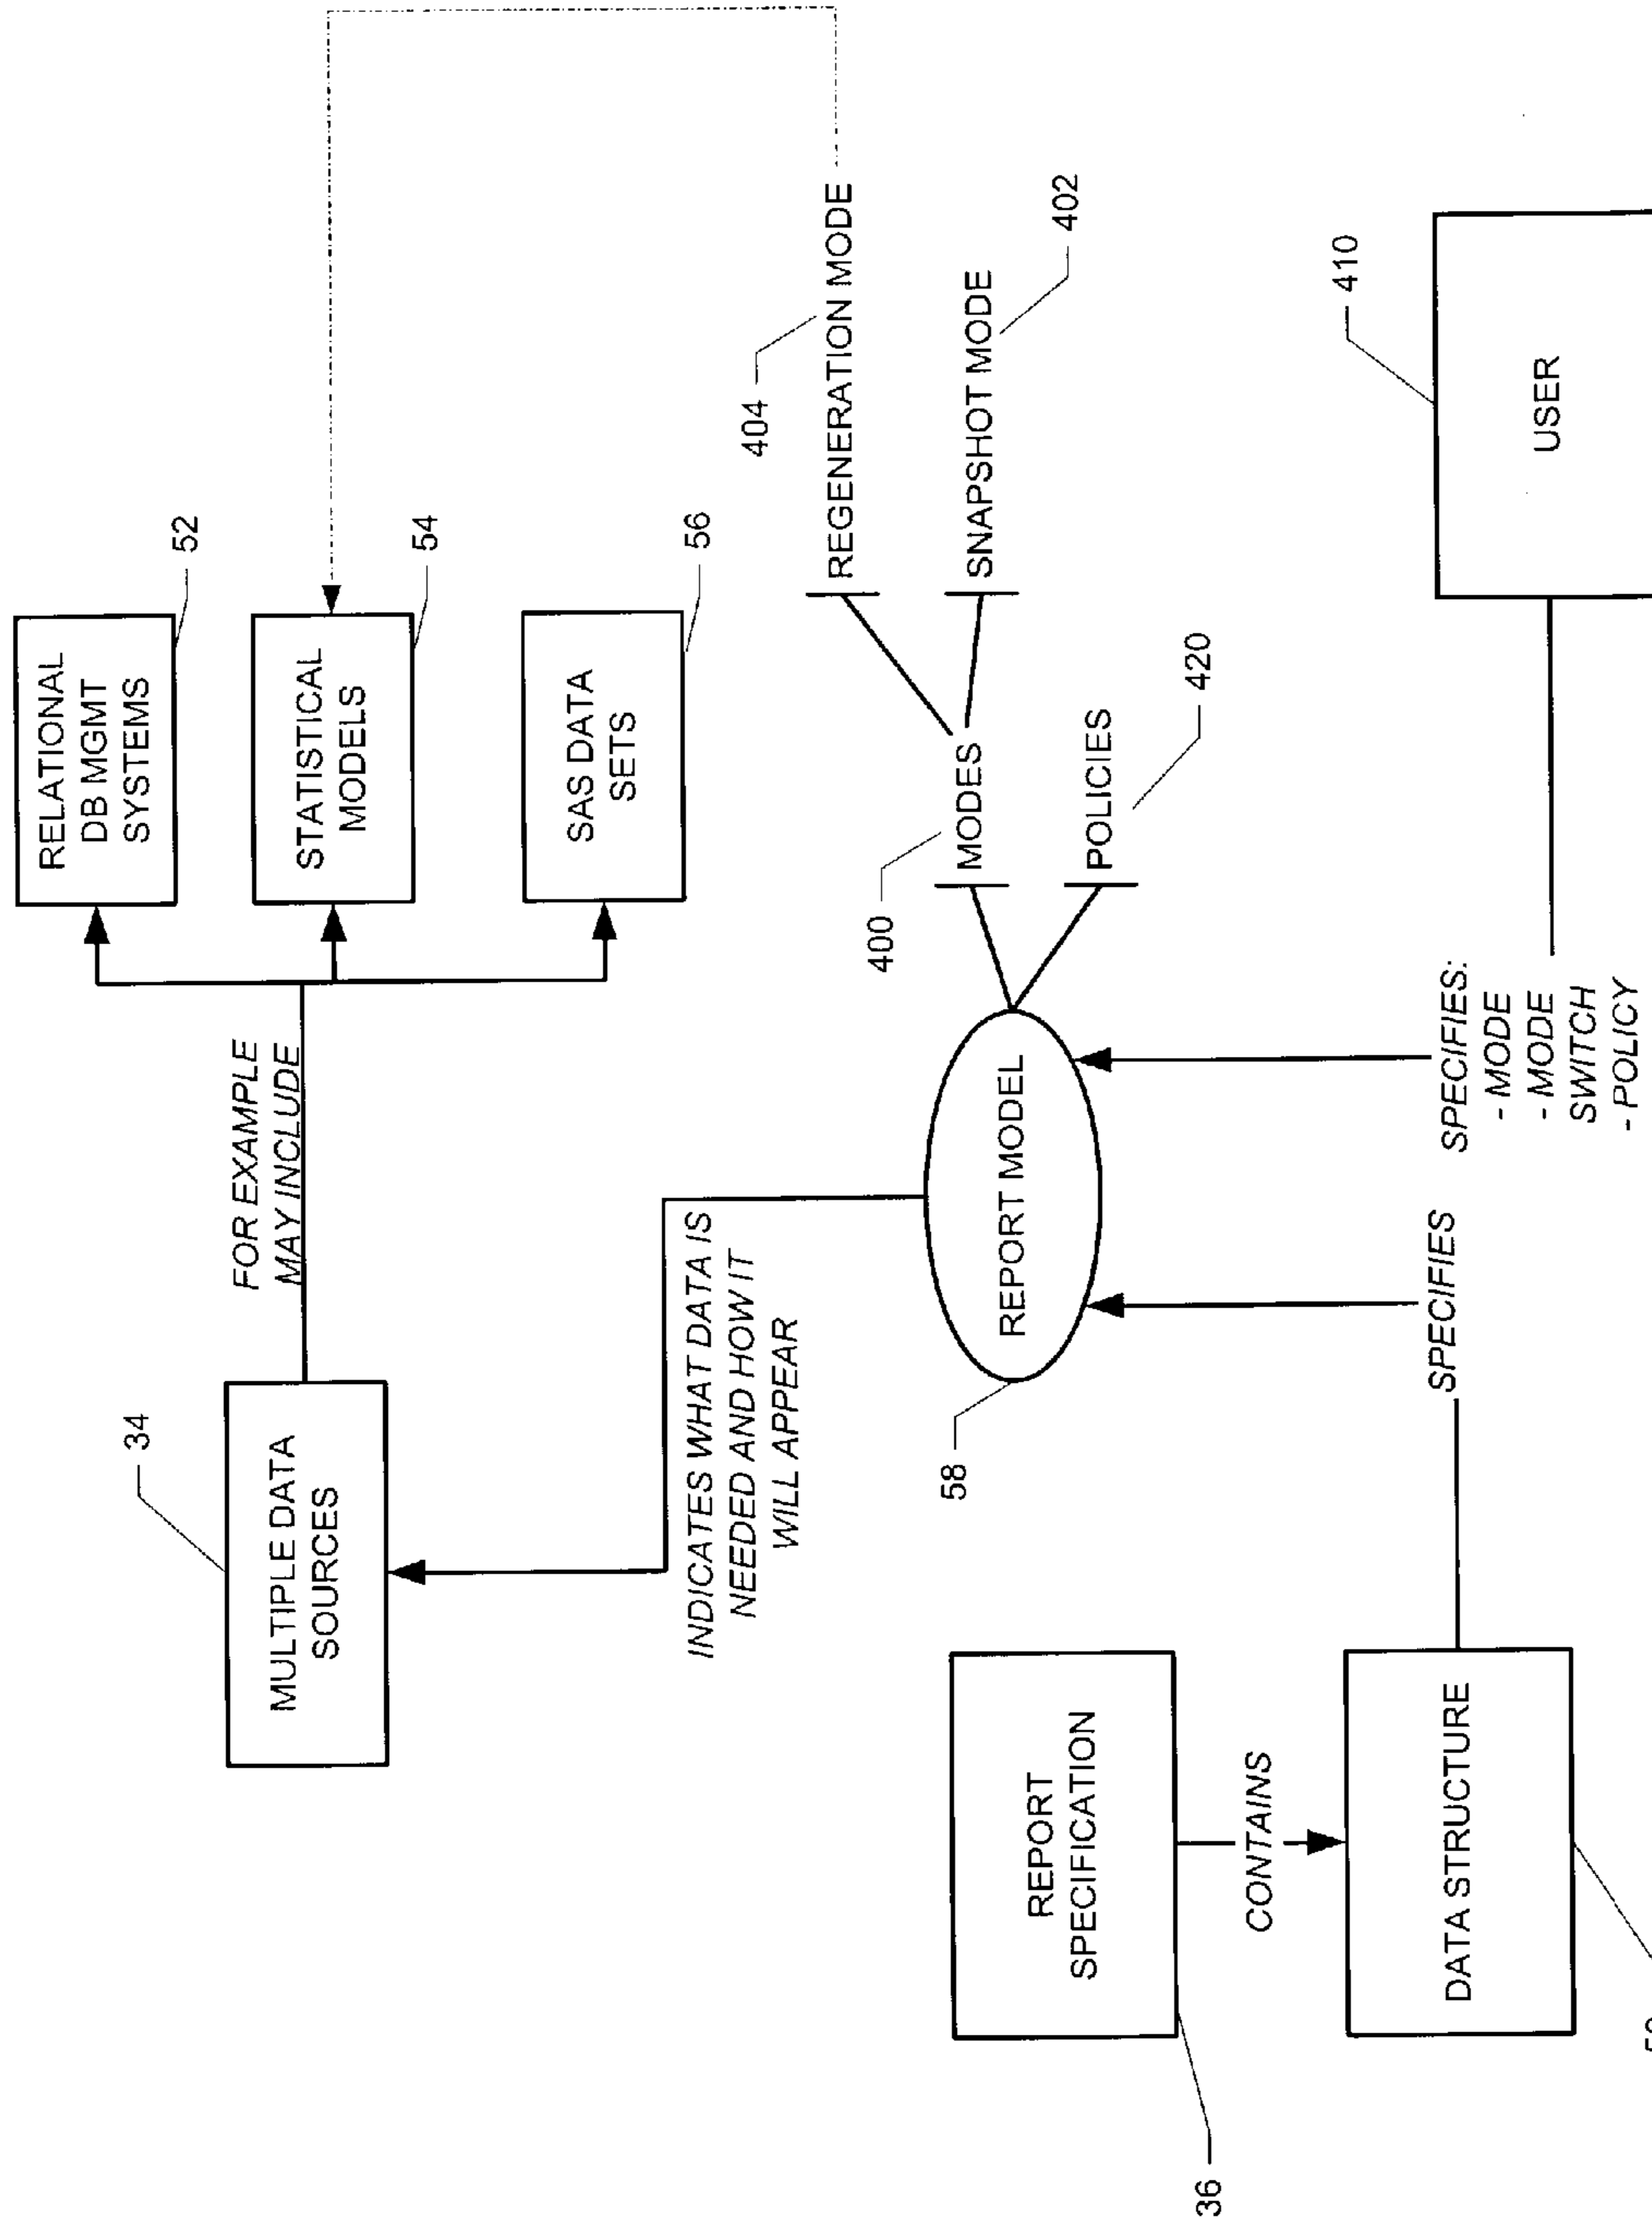 34
MULTIPLE DATA
SOURCES
FOR EXAMPLE
MAY INCLUDE
RELATIONAL
DB MGMT
SYSTEMS
52
STATISTICAL
MODELS
54
SAS DATA
SETS
56
INDICATES WHAT DATA IS
NEEDED AND HOW IT
WILL APPEAR
404
REGENERATION MODE
SNAPSHOT MODE
402
400
MODES
POLICIES
420
REPORT MODEL
58
REPORT
SPECIFICATION
36
CONTAINS
DATA STRUCTURE
SPECIFIES
SPECIFIES:
- MODE
- MODE
SWITCH
- POLICY
410
USER